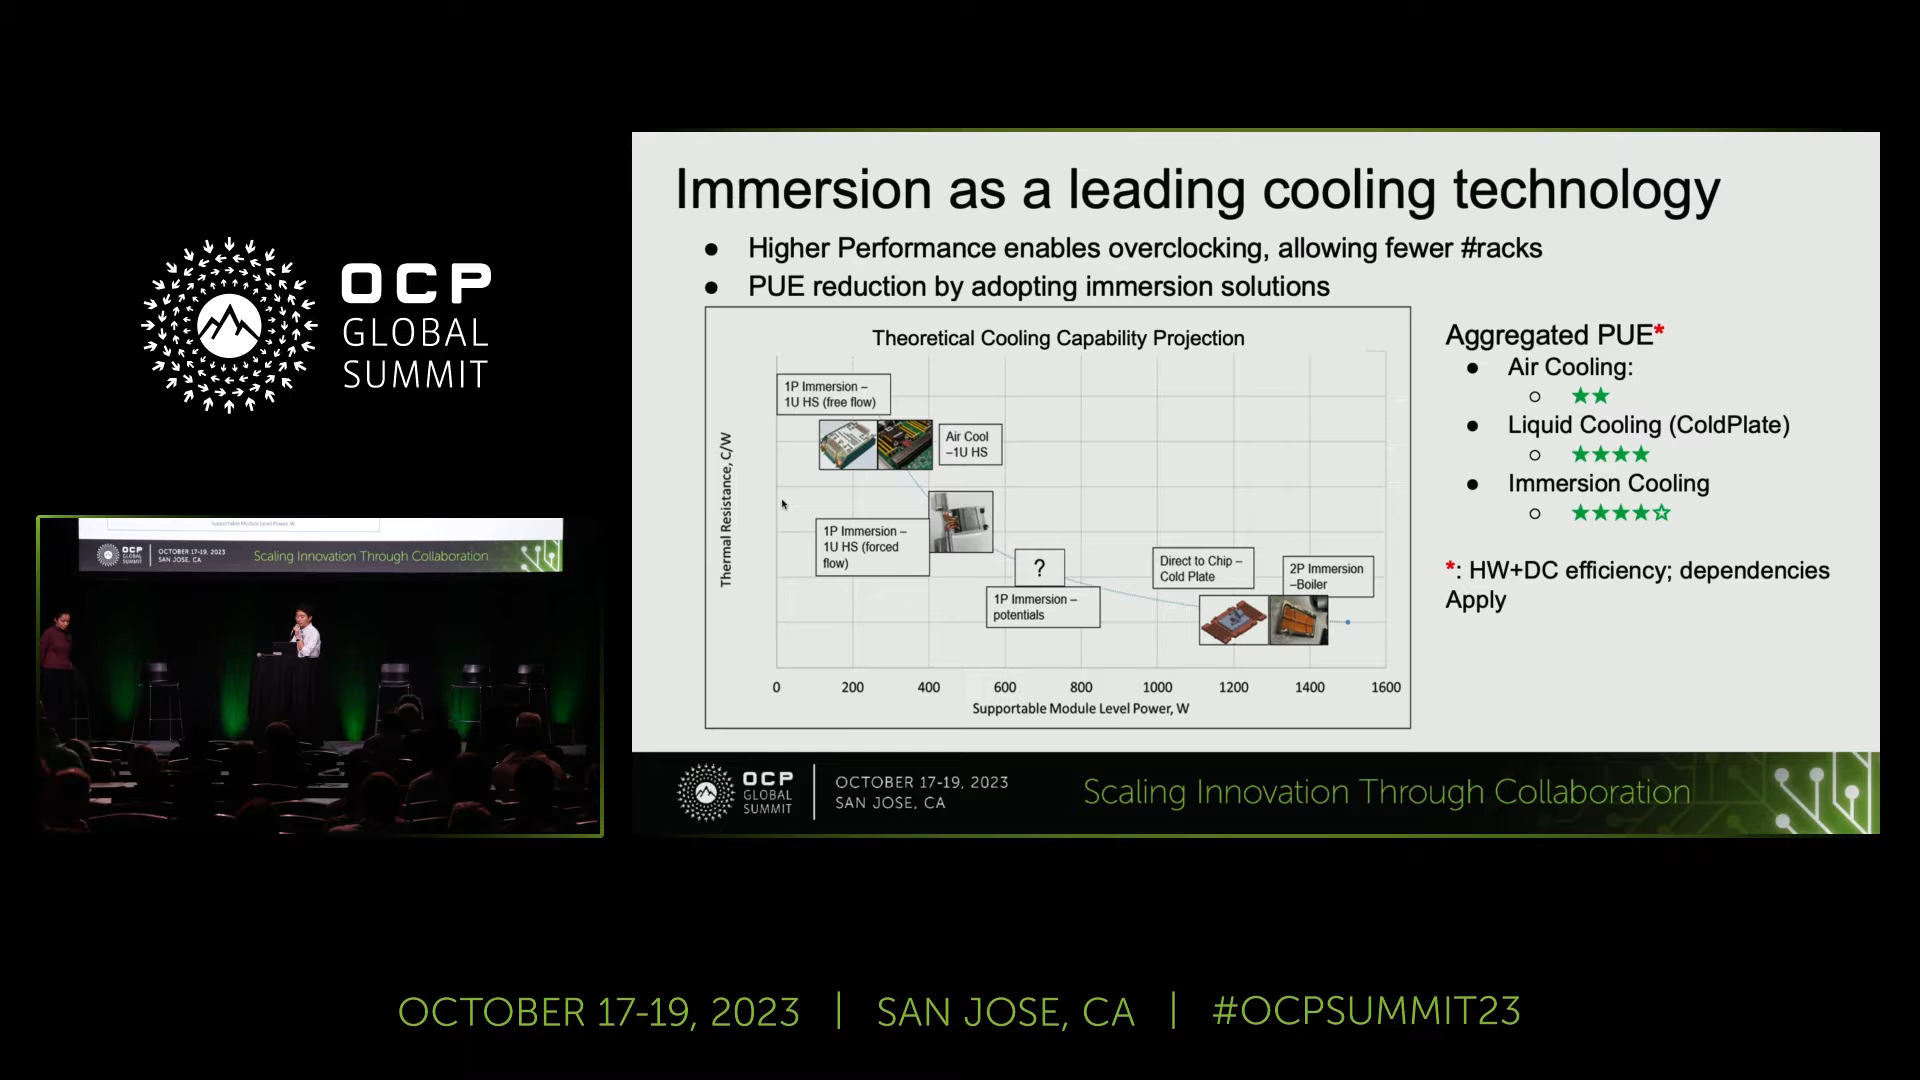 OCP
GLOBAL
SUMMIT
Immersion as a leading cooling technology
● Higher Performance enables overclocking, allowing fewer #racks
● PUE reduction by adopting immersion solutions
Theoretical Cooling Capability Projection
1P Immersion –
1U HS (free flow)
Air Cool
–1U HS
1P Immersion –
1U HS (forced
flow)
?
1P Immersion –
potentials
Direct to Chip –
Cold Plate
2P Immersion
–Boiler
Thermal Resistance, C/W
0 200 400 600 800 1000 1200 1400 1600
Supportable Module Level Power, W
Aggregated PUE*
● Air Cooling:
○ ★★
● Liquid Cooling (ColdPlate)
○ ★★★★
● Immersion Cooling
○ ★★★★☆
*: HW+DC efficiency; dependencies
Apply
OCP
GLOBAL
SUMMIT
OCTOBER 17-19, 2023
SAN JOSE, CA
Scaling Innovation Through Collaboration
Supportable Module Level Power, W
OCP
GLOBAL
SUMMIT
OCTOBER 17-19, 2023
SAN JOSE, CA
Scaling Innovation Through Collaboration
OCTOBER 17-19, 2023 | SAN JOSE, CA | #OCPSUMMIT23